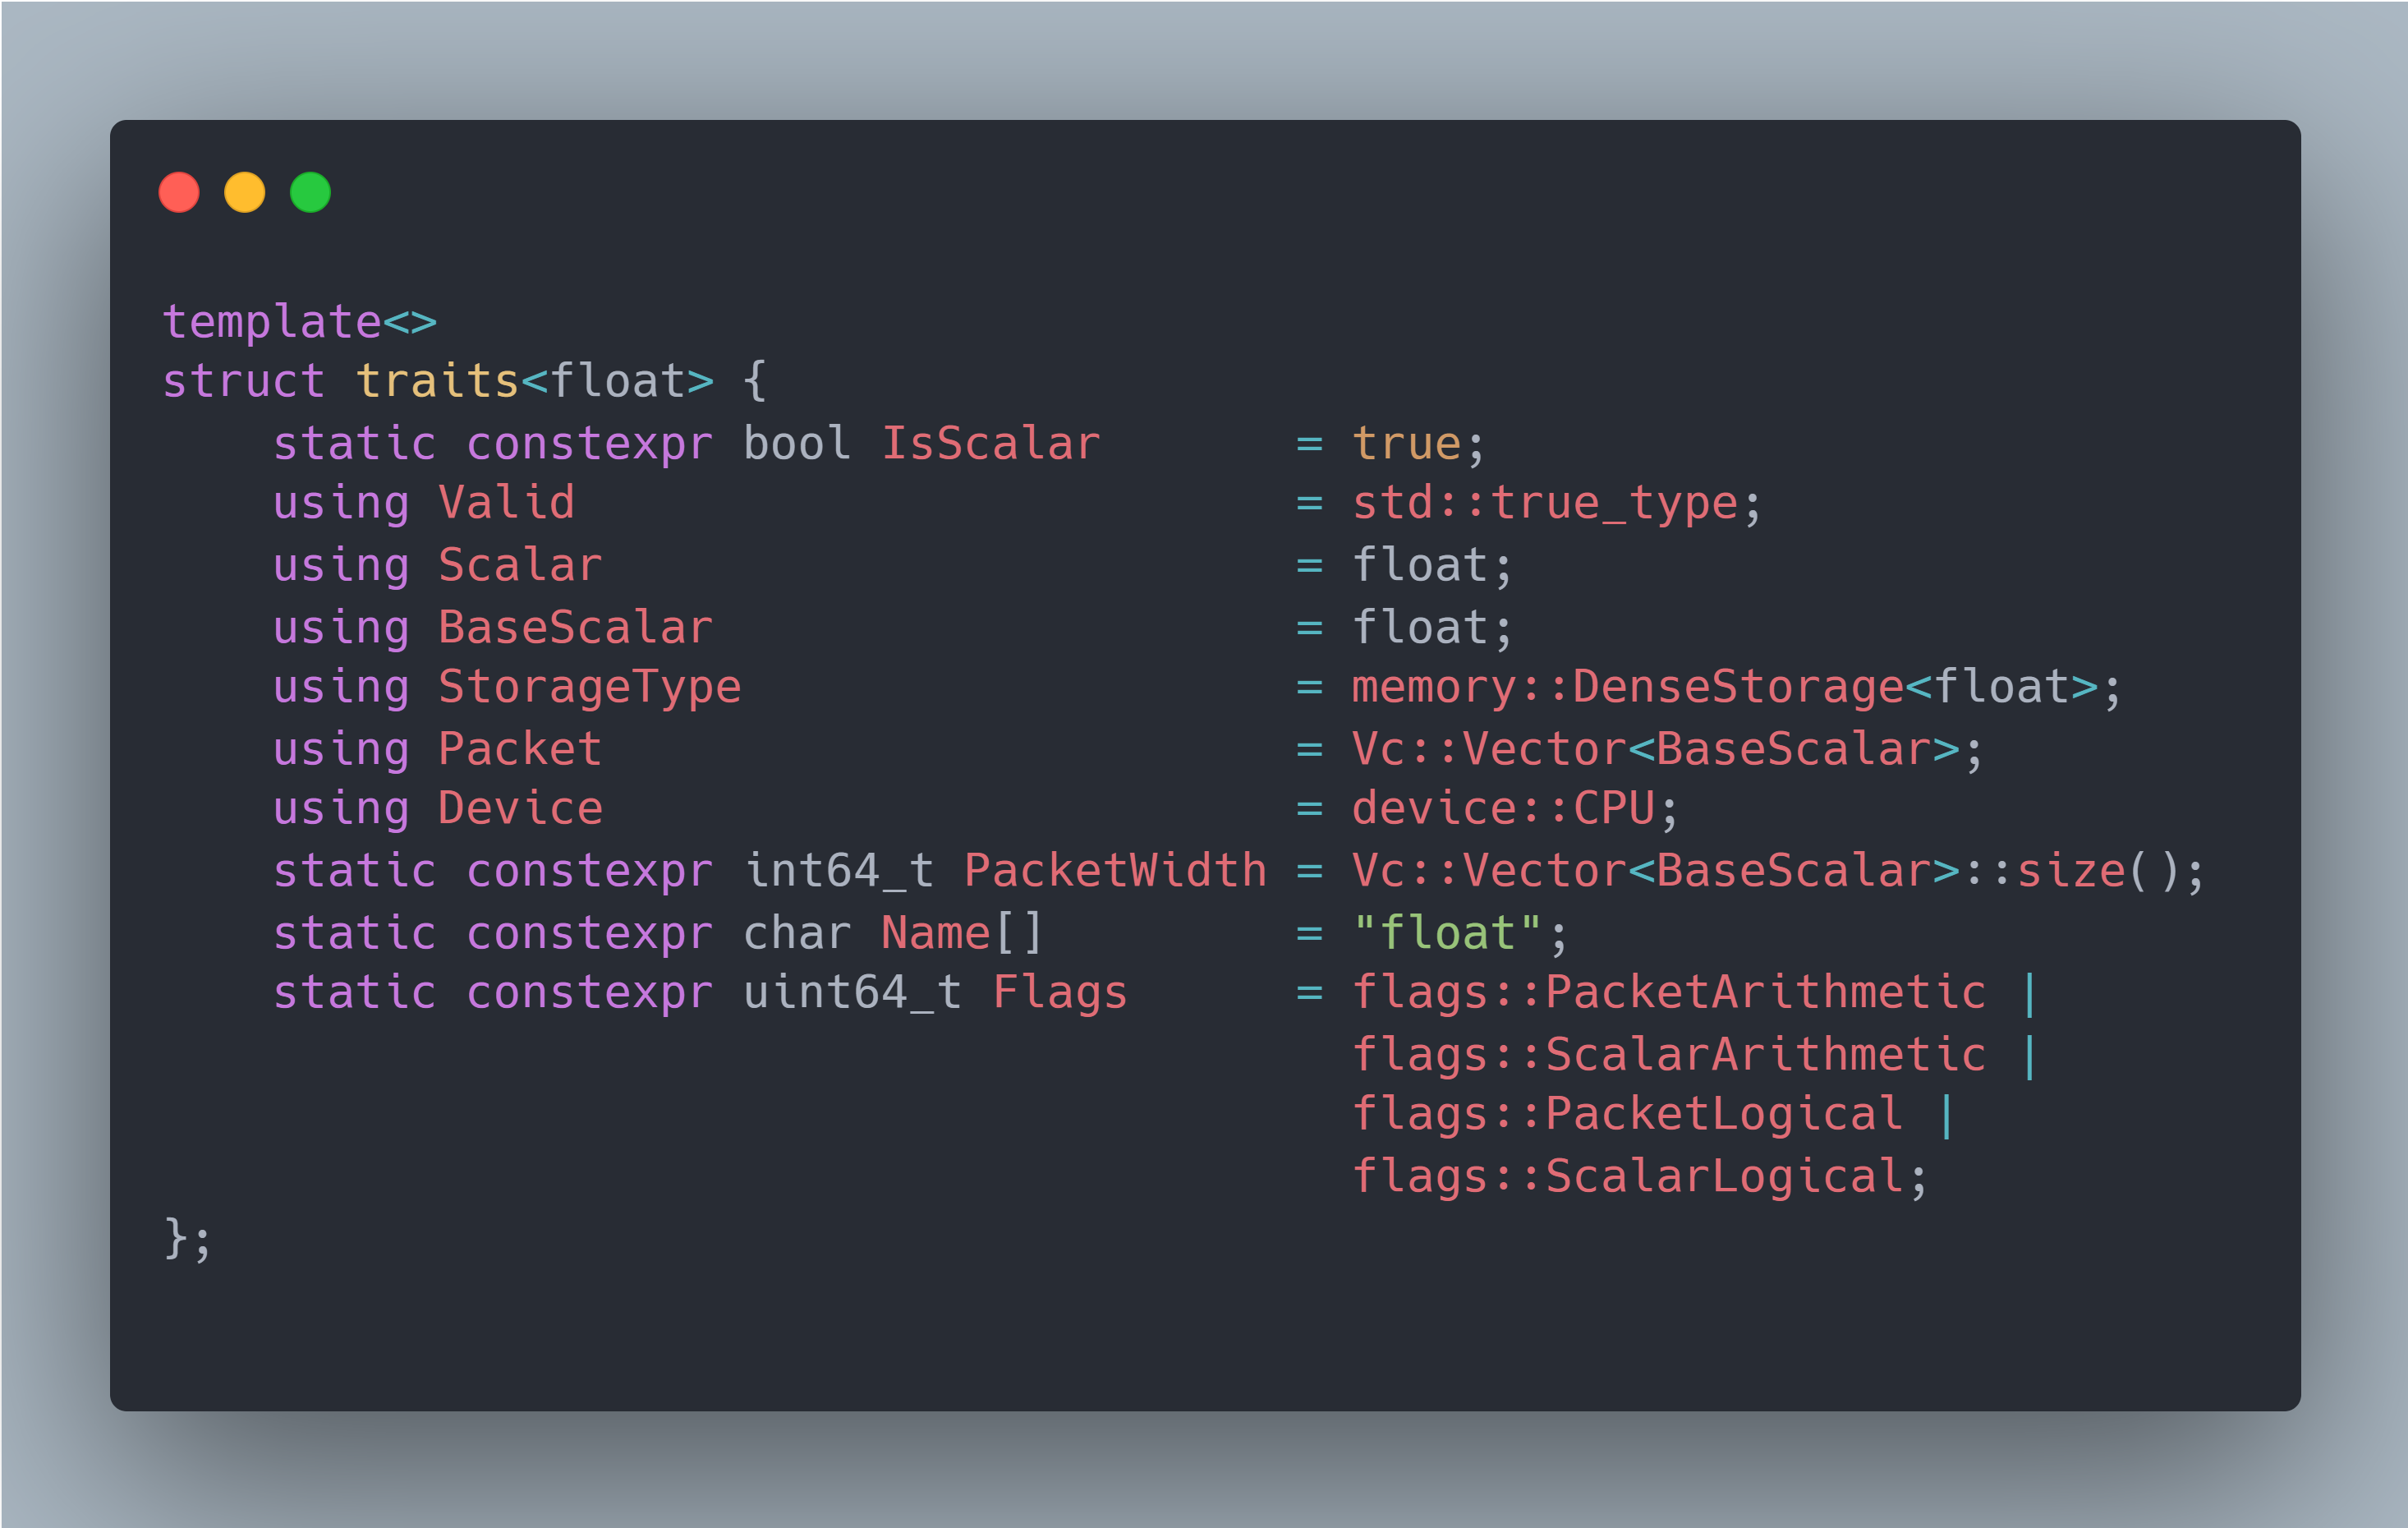 template<>
struct traits<float> {
    static constexpr bool IsScalar       = true;
    using Valid                          = std::true_type;
    using Scalar                         = float;
    using BaseScalar                     = float;
    using StorageType                    = memory::DenseStorage<float>;
    using Packet                         = Vc::Vector<BaseScalar>;
    using Device                         = device::CPU;
    static constexpr int64_t PacketWidth = Vc::Vector<BaseScalar>::size();
    static constexpr char Name[]         = "float";
    static constexpr uint64_t Flags      = flags::PacketArithmetic |
                                           flags::ScalarArithmetic |
                                           flags::PacketLogical |
                                           flags::ScalarLogical;
};